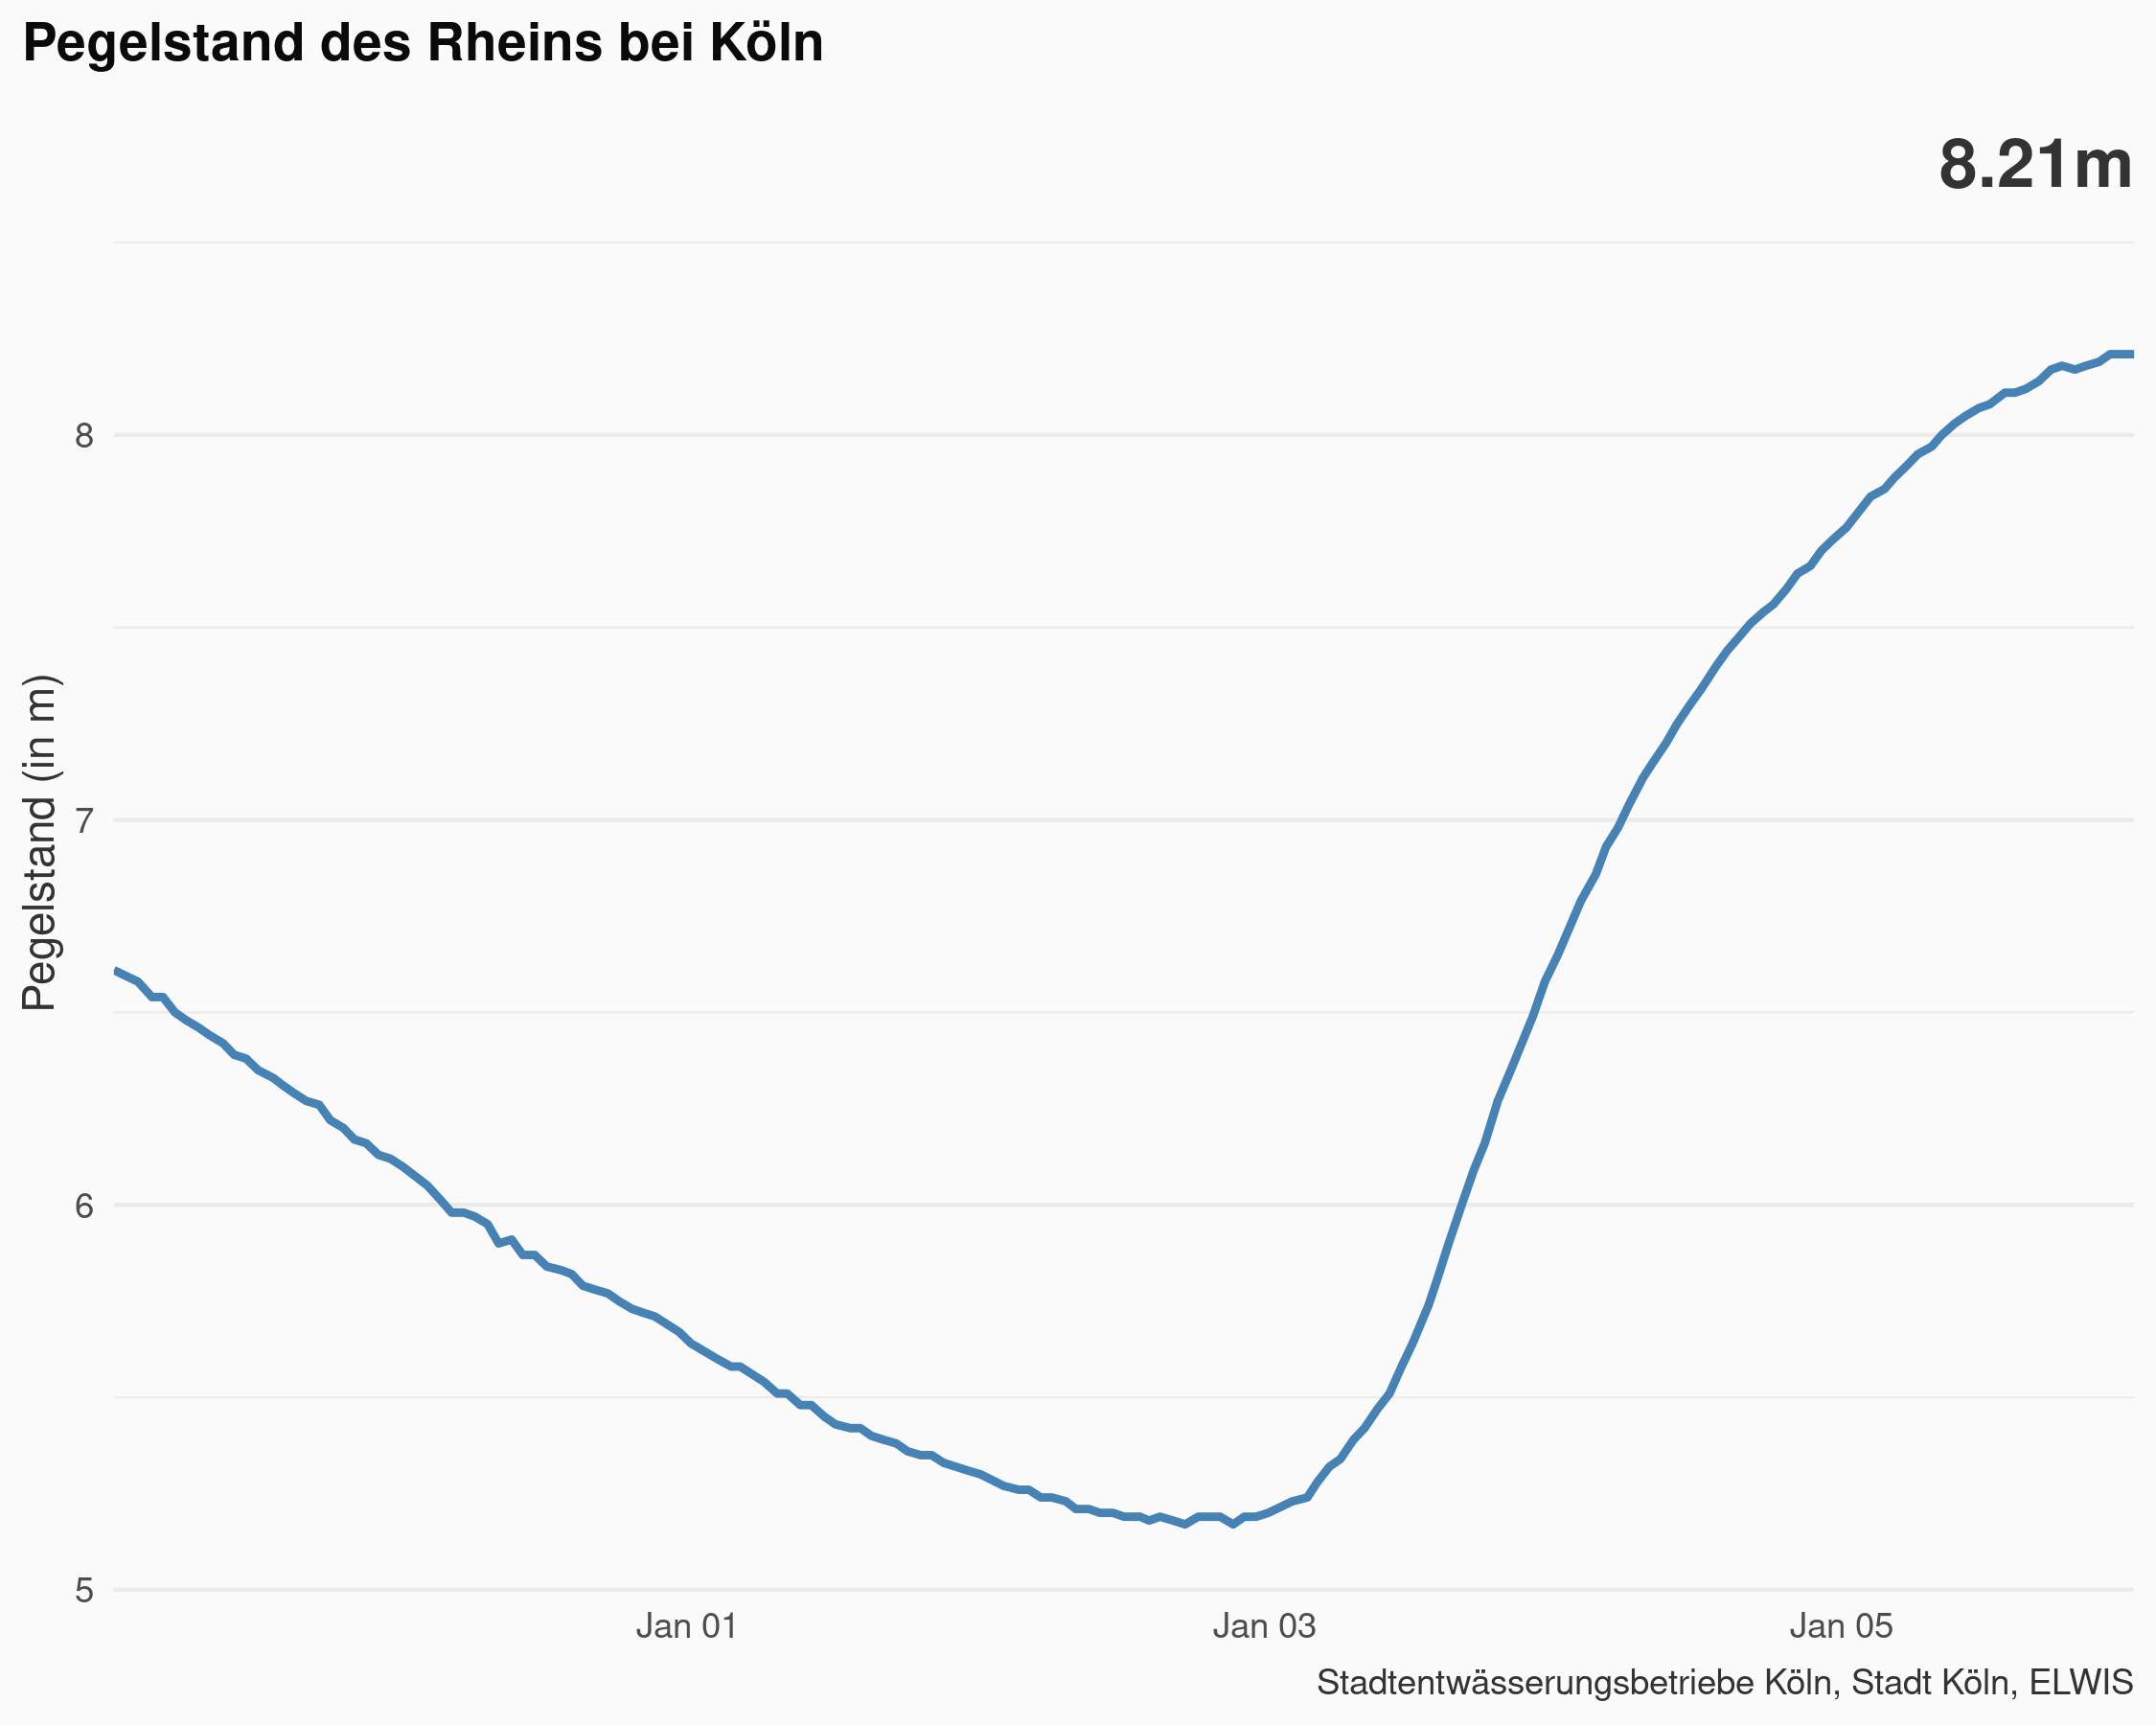 Pegelstand des Rheins bei Köln
8.21m
Pegelstand (in m)
8
7
6
5
Jan 01
Jan 03
Jan 05
Stadtentwässerungsbetriebe Köln, Stadt Köln, ELWIS